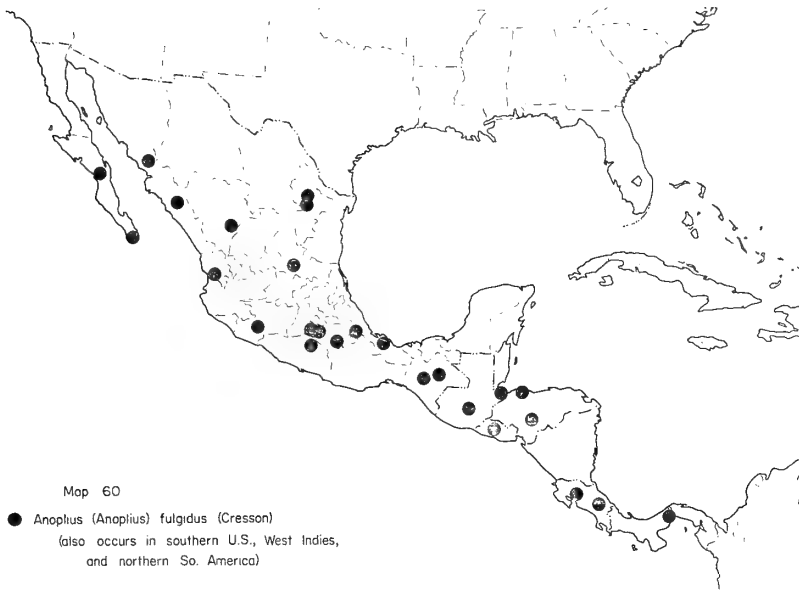 Map 60
Anoplius (Anoplius) fulgidus (Cresson)
(also occurs in southern U.S., West Indies,
and northern So. America)